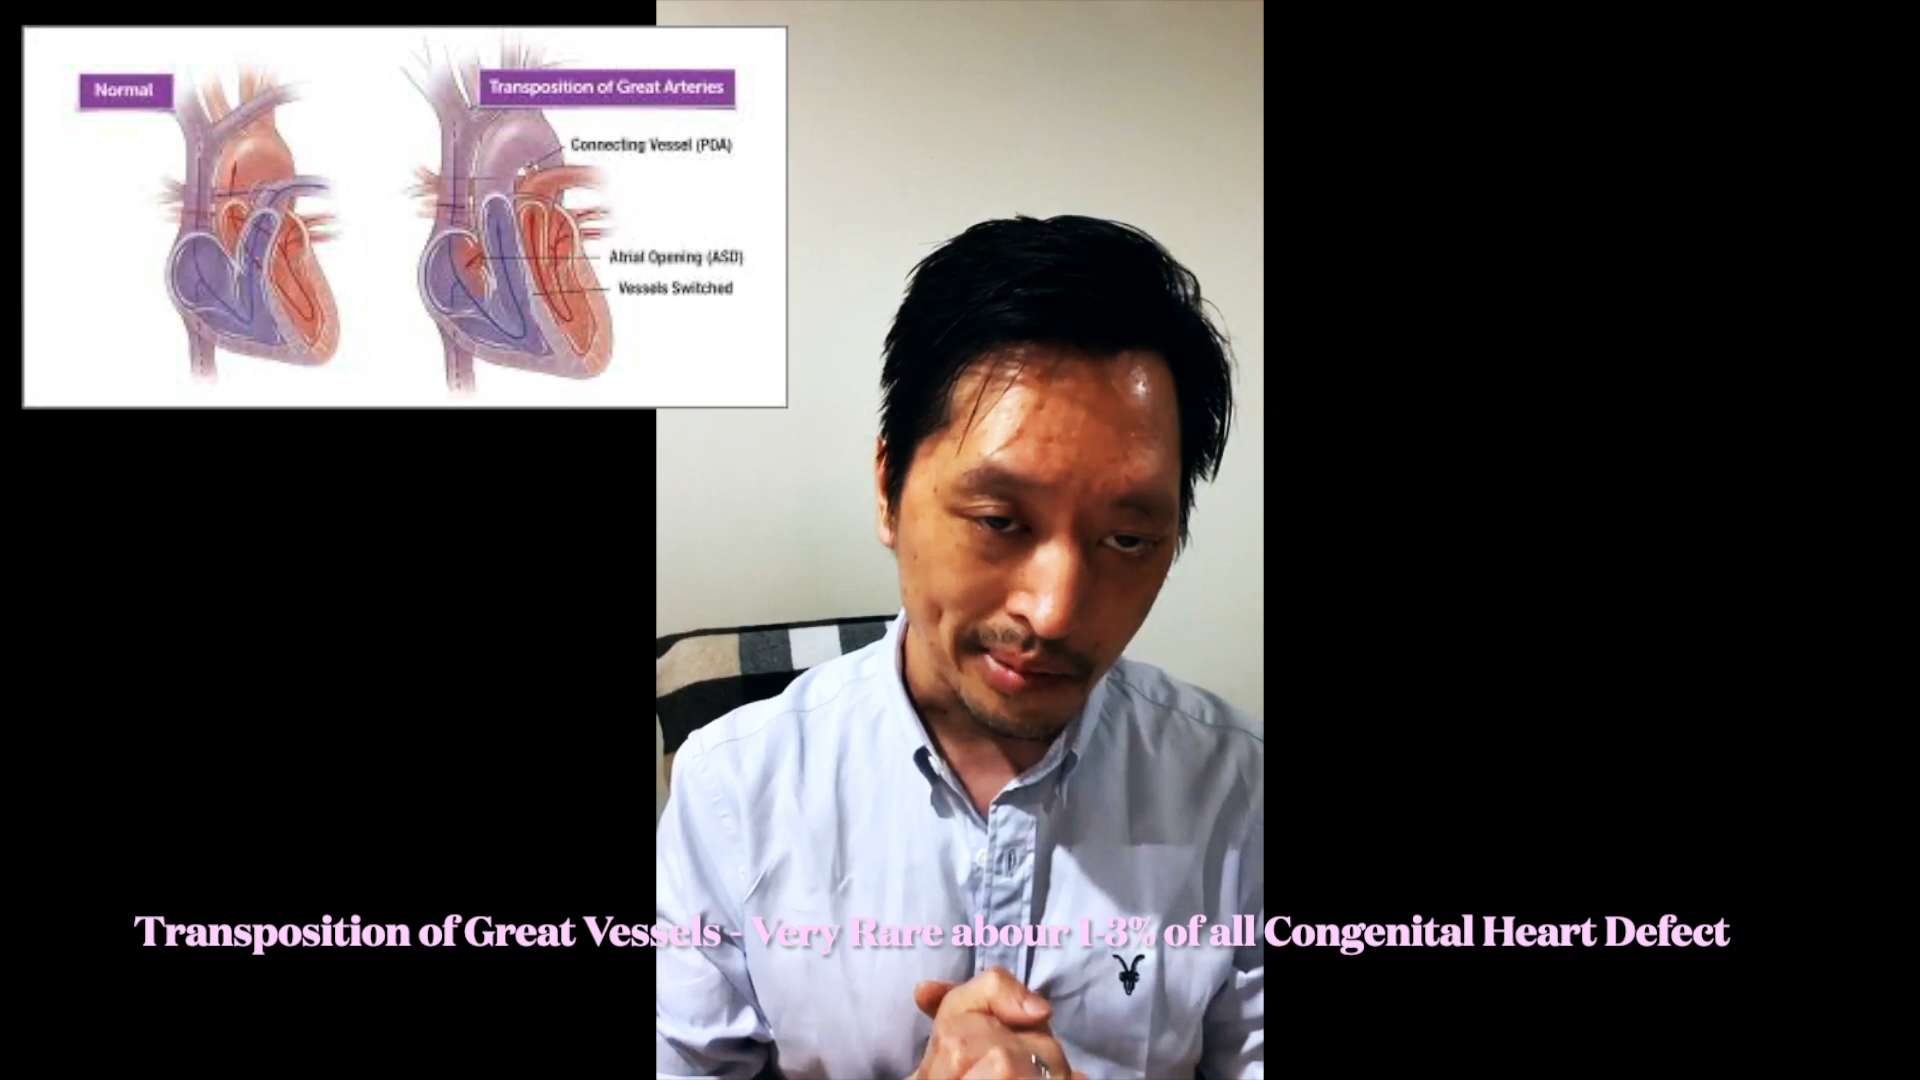 Normal
Transposition of Great Arteries
Connecting Vessel (PDA)
Atrial Opening (ASD)
Vessels Switched
Transposition of Great Vessels - Very Rare abour 1-3% of all Congenital Heart Defect